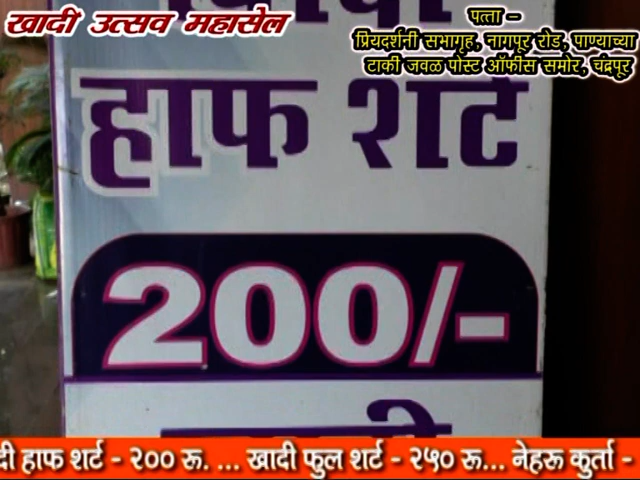 खादी उत्सव महासेल
पत्ता –
प्रियदर्शनी सभागृह, नागपूर रोड, पाण्याच्या
टाकी जवळ पोस्ट ऑफीस समोर, चंद्रपूर
हाफ शर्ट
200/-
दी हाफ शर्ट - २०० रू. ... खादी फुल शर्ट - २५० रू... नेहरू कुर्ता -